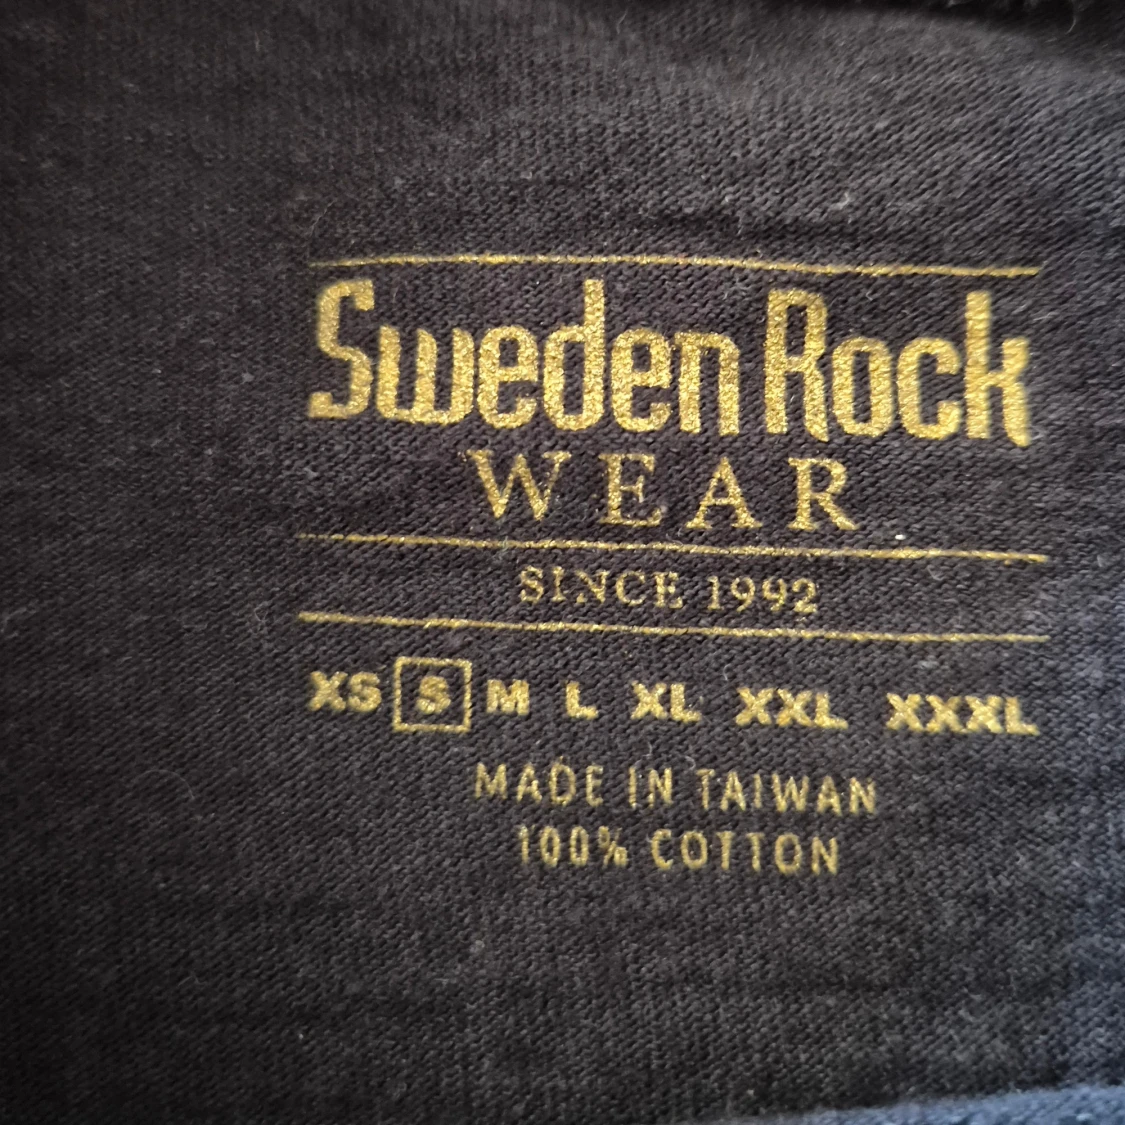 Sweden Rock
WEAR
SINCE 1992
XS S M L XL XXL XXXL
MADE IN TAIWAN
100% COTTON